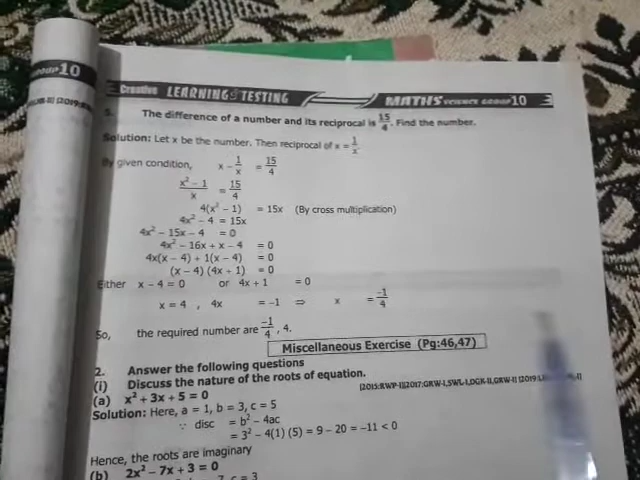 GROUP 10
Creative LEARNING & TESTING
MATHS SCIENCE GROUP 10
5. The difference of a number and its reciprocal is 15/4. Find the number.
Solution: Let x be the number. Then reciprocal of x = 1/x
By given condition, x - 1/x = 15/4
x² - 1/x = 15/4
4(x² - 1) = 15x (By cross multiplication)
4x² - 4 = 15x
4x² - 15x - 4 = 0
4x² - 16x + x - 4 = 0
4x(x - 4) + 1(x - 4) = 0
(x - 4) (4x + 1) = 0
Either x - 4 = 0 or 4x + 1 = 0
x = 4 , 4x = -1 ⇒ x = -1/4
So, the required number are -1/4, 4.
Miscellaneous Exercise (Pg:46,47)
2. Answer the following questions
(i) Discuss the nature of the roots of equation.
(a) x² + 3x + 5 = 0
Solution: Here, a = 1, b = 3, c = 5
∵ disc = b² - 4ac
= 3² - 4(1) (5) = 9 - 20 = -11 < 0
Hence, the roots are imaginary
(b) 2x² - 7x + 3 = 0